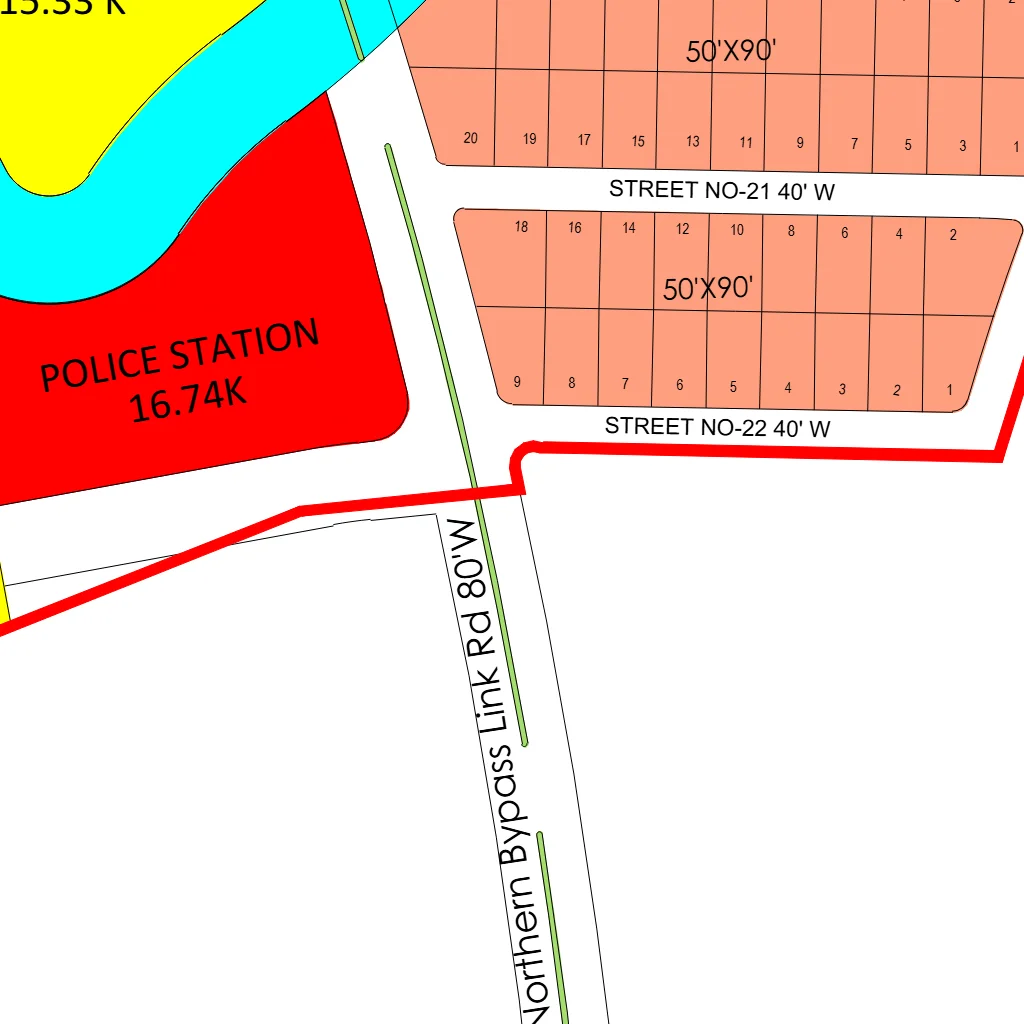 15.33 K
50'X90'
20 19 17 15 13 11 9 7 5 3 1
STREET NO-21 40' W
18 16 14 12 10 8 6 4 2
50'X90'
POLICE STATION
16.74K
9 8 7 6 5 4 3 2 1
STREET NO-22 40' W
Northern Bypass Link Rd 80'W